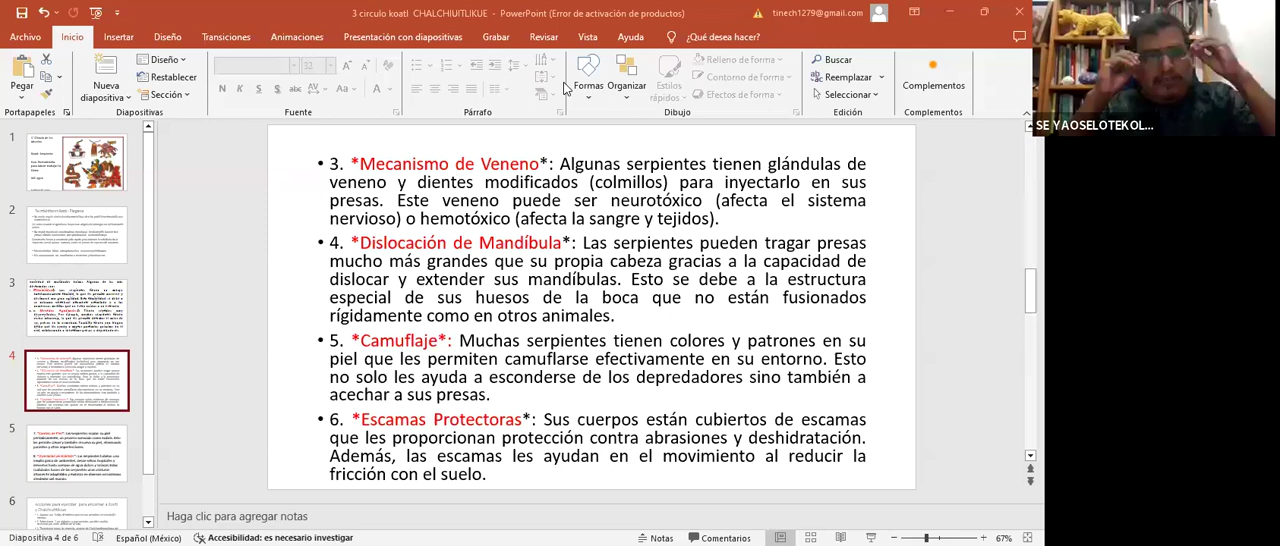 3 circulo koatl CHALCHIUITLIKUE - PowerPoint (Error de activación de productos)
tinech1279@gmail.com
Archivo Inicio Insertar Diseño Transiciones Animaciones Presentación con diapositivas Grabar Revisar Vista Ayuda ¿Qué desea hacer?
Pegar
Nueva diapositiva
Diseño
Restablecer
Sección
32
N K S
abc
AV
Aa
A
Formas
Organizar
Estilos rápidos
Relleno de forma
Contorno de forma
Efectos de forma
Buscar
Reemplazar
Seleccionar
Complementos
Portapapeles Diapositivas Fuente Párrafo Dibujo Edición Complementos
SE YAOSELOTEKOL...
1
2
3
4
5
6
• 3. *Mecanismo de Veneno*: Algunas serpientes tienen glándulas de
veneno y dientes modificados (colmillos) para inyectarlo en sus
presas. Este veneno puede ser neurotóxico (afecta el sistema
nervioso) o hemotóxico (afecta la sangre y tejidos).
• 4. *Dislocación de Mandíbula*: Las serpientes pueden tragar presas
mucho más grandes que su propia cabeza gracias a la capacidad de
dislocar y extender sus mandíbulas. Esto se debe a la estructura
especial de sus huesos de la boca que no están fusionados
rígidamente como en otros animales.
• 5. *Camuflaje*: Muchas serpientes tienen colores y patrones en su
piel que les permiten camuflarse efectivamente en su entorno. Esto
no solo les ayuda a esconderse de los depredadores sino también a
acechar a sus presas.
• 6. *Escamas Protectoras*: Sus cuerpos están cubiertos de escamas
que les proporcionan protección contra abrasiones y deshidratación.
Además, las escamas les ayudan en el movimiento al reducir la
fricción con el suelo.
Haga clic para agregar notas
Diapositiva 4 de 6 Español (México) Accesibilidad: es necesario investigar Notas Comentarios 67%